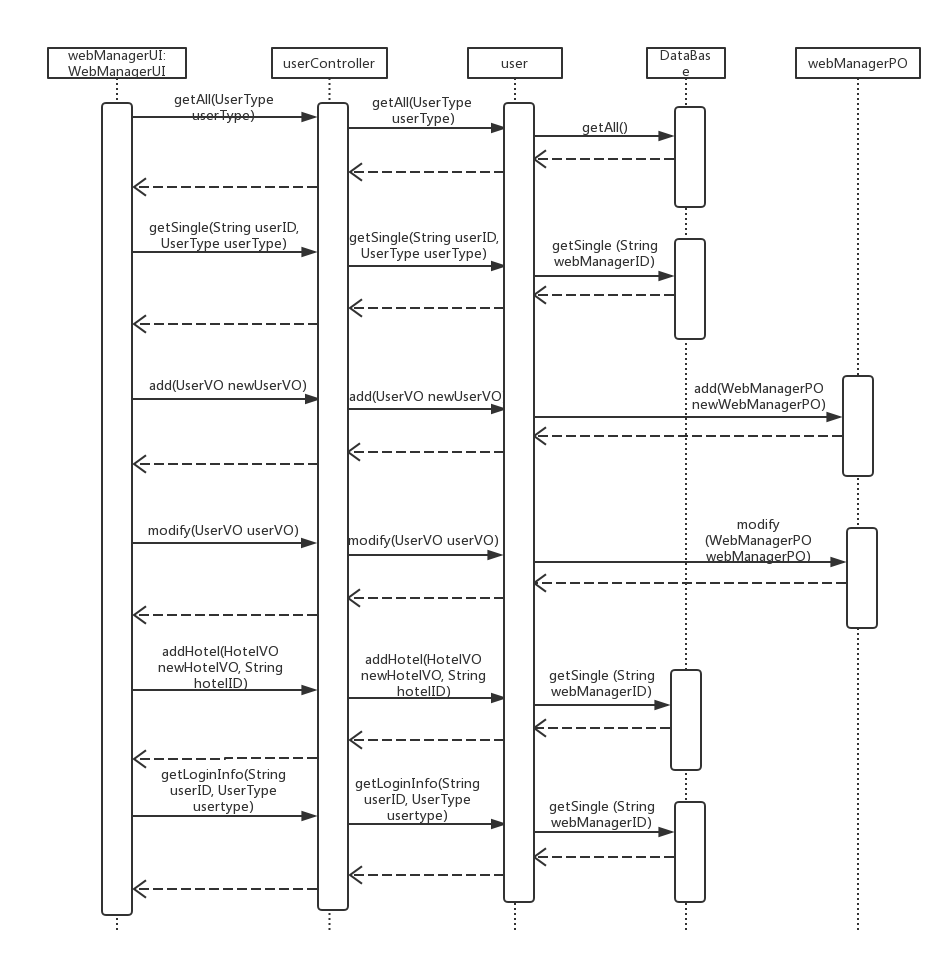 webManagerUI:
WebManagerUI
userController
user
DataBas
e
webManagerPO
getAll(UserType
userType)
getAll(UserType
userType)
getAll()
getSingle(String userID,
UserType userType)
getSingle(String userID,
UserType userType)
getSingle (String
webManagerID)
add(UserVO newUserVO)
add(UserVO newUserVO
add(WebManagerPO
newWebManagerPO)
modify(UserVO userVO)
modify(UserVO userVO)
modify
(WebManagerPO
webManagerPO)
addHotel(HotelVO
newHotelVO, String
hotelID)
addHotel(HotelVO
newHotelVO, String
hotelID)
getSingle (String
webManagerID)
getLoginInfo(String
userID, UserType
usertype)
getLoginInfo(String
userID, UserType
usertype)
getSingle (String
webManagerID)